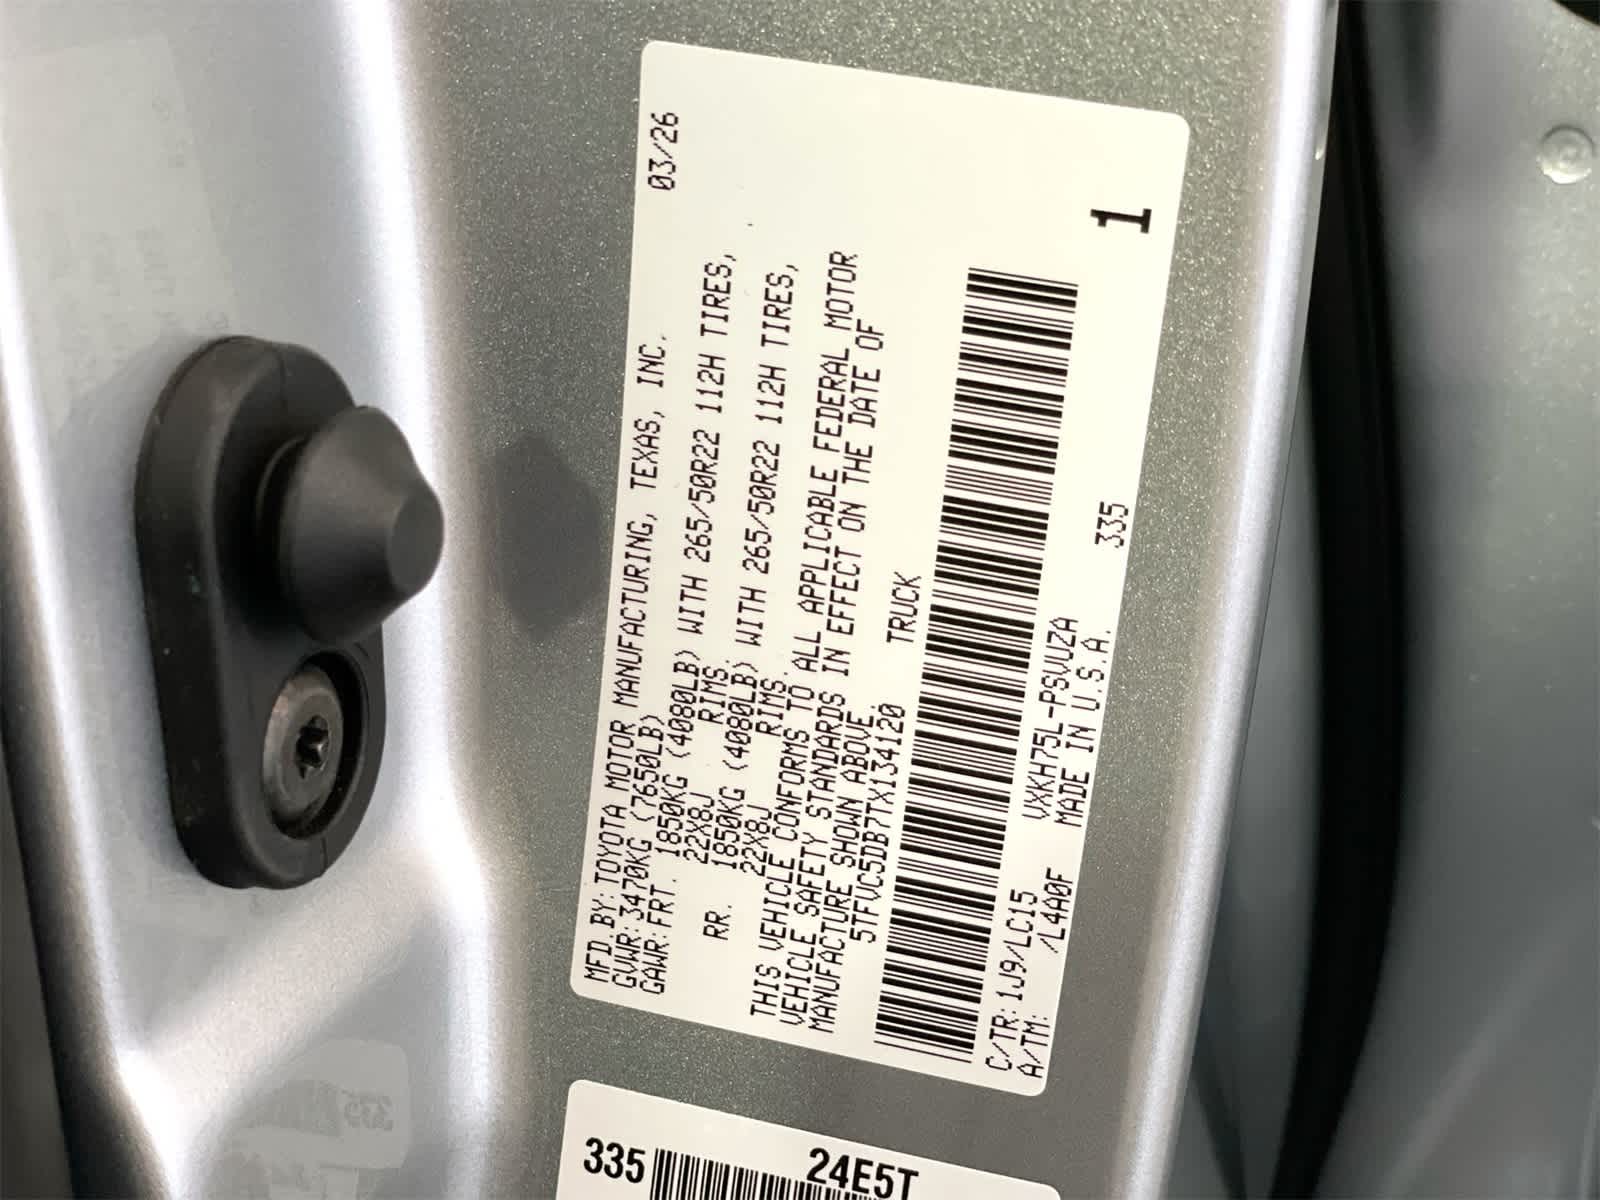 MFD.BY:TOYOTA MOTOR MANUFACTURING, TEXAS, INC. 03/26
GVWR:3470KG (7650LB)
GAWR:FRT. 1850KG (4080LB) WITH 265/50R22 112H TIRES,
22X8J RIMS.
RR. 1850KG (4080LB) WITH 265/50R22 112H TIRES,
22X8J RIMS.
THIS VEHICLE CONFORMS TO ALL APPLICABLE FEDERAL MOTOR
VEHICLE SAFETY STANDARDS IN EFFECT ON THE DATE OF
MANUFACTURE SHOWN ABOVE.
5TFVC5DB7TX134120 TRUCK
C/TR:1J9/LC15 VXKH75L-PSVUZA 335 1
A/TM: /L4A0F MADE IN U.S.A.
335 24E5T